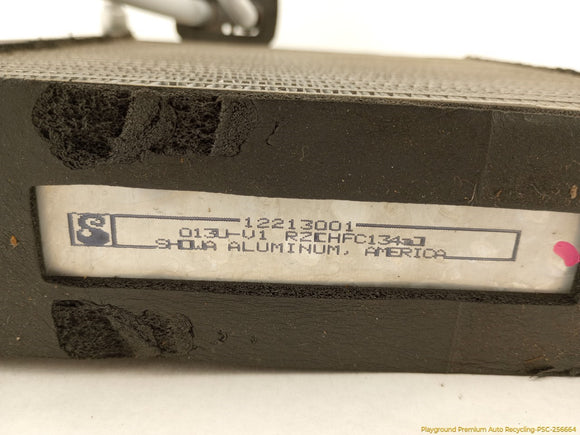 12213001
013U-V1 R2[HFC134a]
SHOWA ALUMINUM, AMERICA
Playground Premium Auto Recycling-PSC-256664